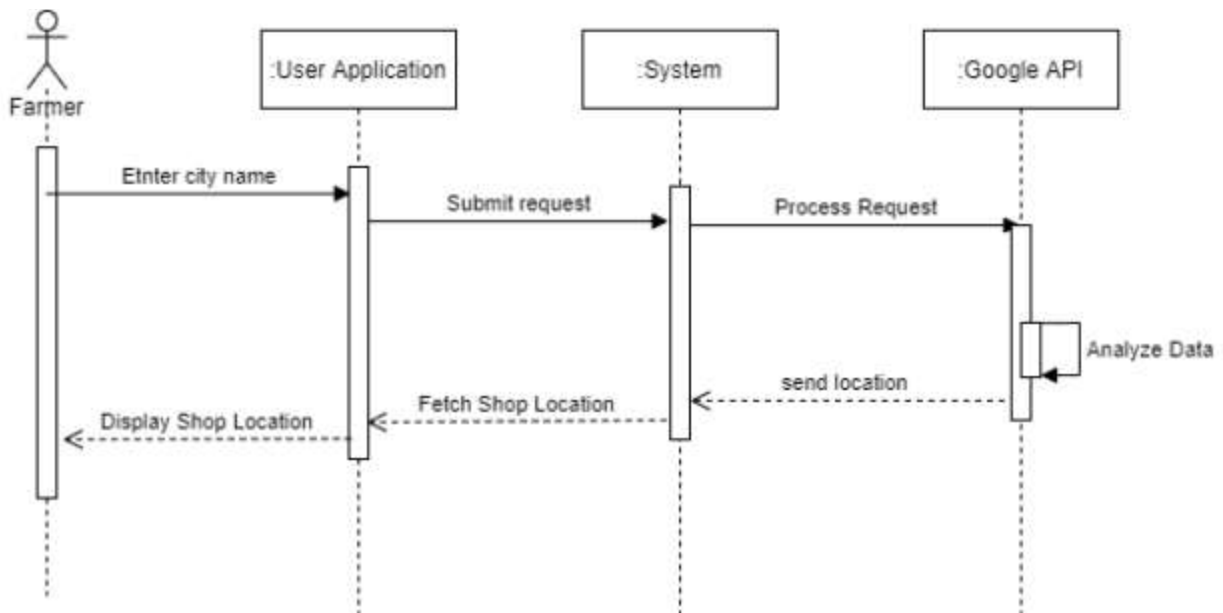 Farmer
:User Application
:System
:Google API
Etnter city name
Submit request
Process Request
Analyze Data
send location
Fetch Shop Location
Display Shop Location